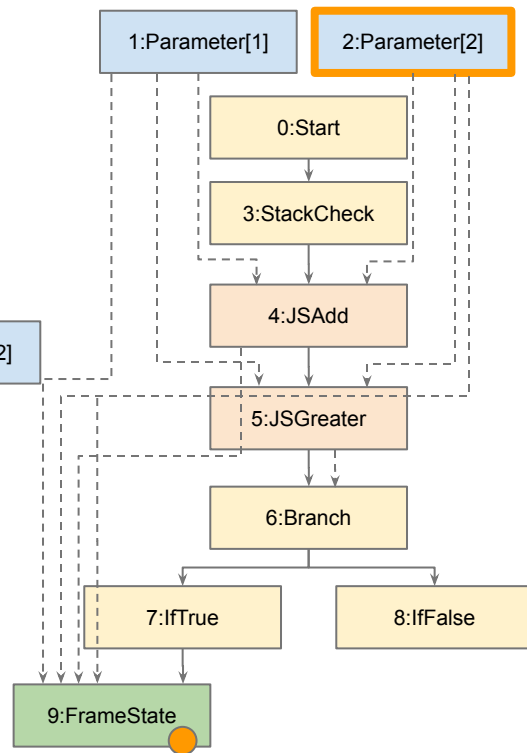 1:Parameter[1]
2:Parameter[2]
0:Start
3:StackCheck
4:JSAdd
2]
5:JSGreater
6:Branch
7:IfTrue
8:IfFalse
9:FrameState